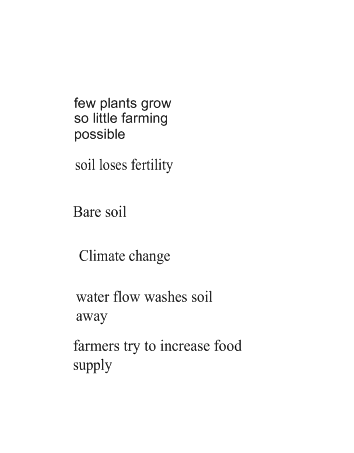 few plants grow
so little farming
possible
soil loses fertility
Bare soil
Climate change
water flow washes soil
away
farmers try to increase food
supply